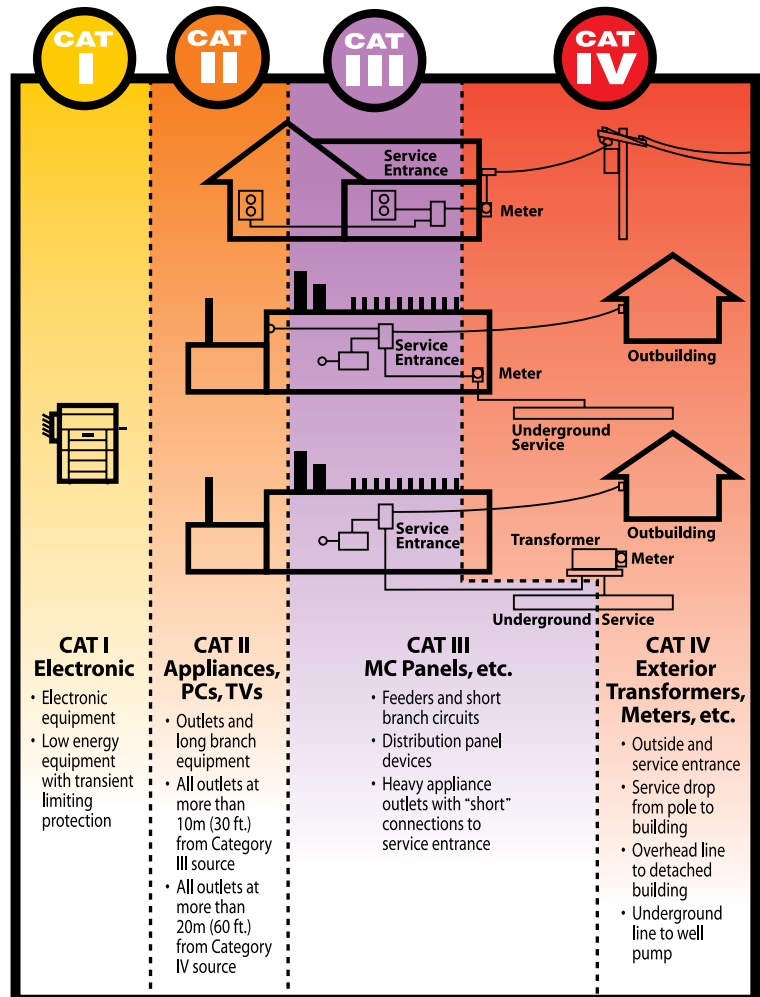 CAT
I
CAT
II
CAT
III
CAT
IV
Service
Entrance
Meter
Service
Entrance
Meter
Outbuilding
Underground
Service
Service
Entrance
Transformer
Meter
Outbuilding
Underground Service
CAT I
Electronic
• Electronic
equipment
• Low energy
equipment
with transient
limiting
protection
CAT II
Appliances,
PCs, TVs
• Outlets and
long branch
equipment
• All outlets at
more than
10m (30 ft.)
from Category
III source
• All outlets at
more than
20m (60 ft.)
from Category
IV source
CAT III
MC Panels, etc.
• Feeders and short
branch circuits
• Distribution panel
devices
• Heavy appliance
outlets with “short”
connections to
service entrance
CAT IV
Exterior
Transformers,
Meters, etc.
• Outside and
service entrance
• Service drop
from pole to
building
• Overhead line
to detached
building
• Underground
line to well
pump